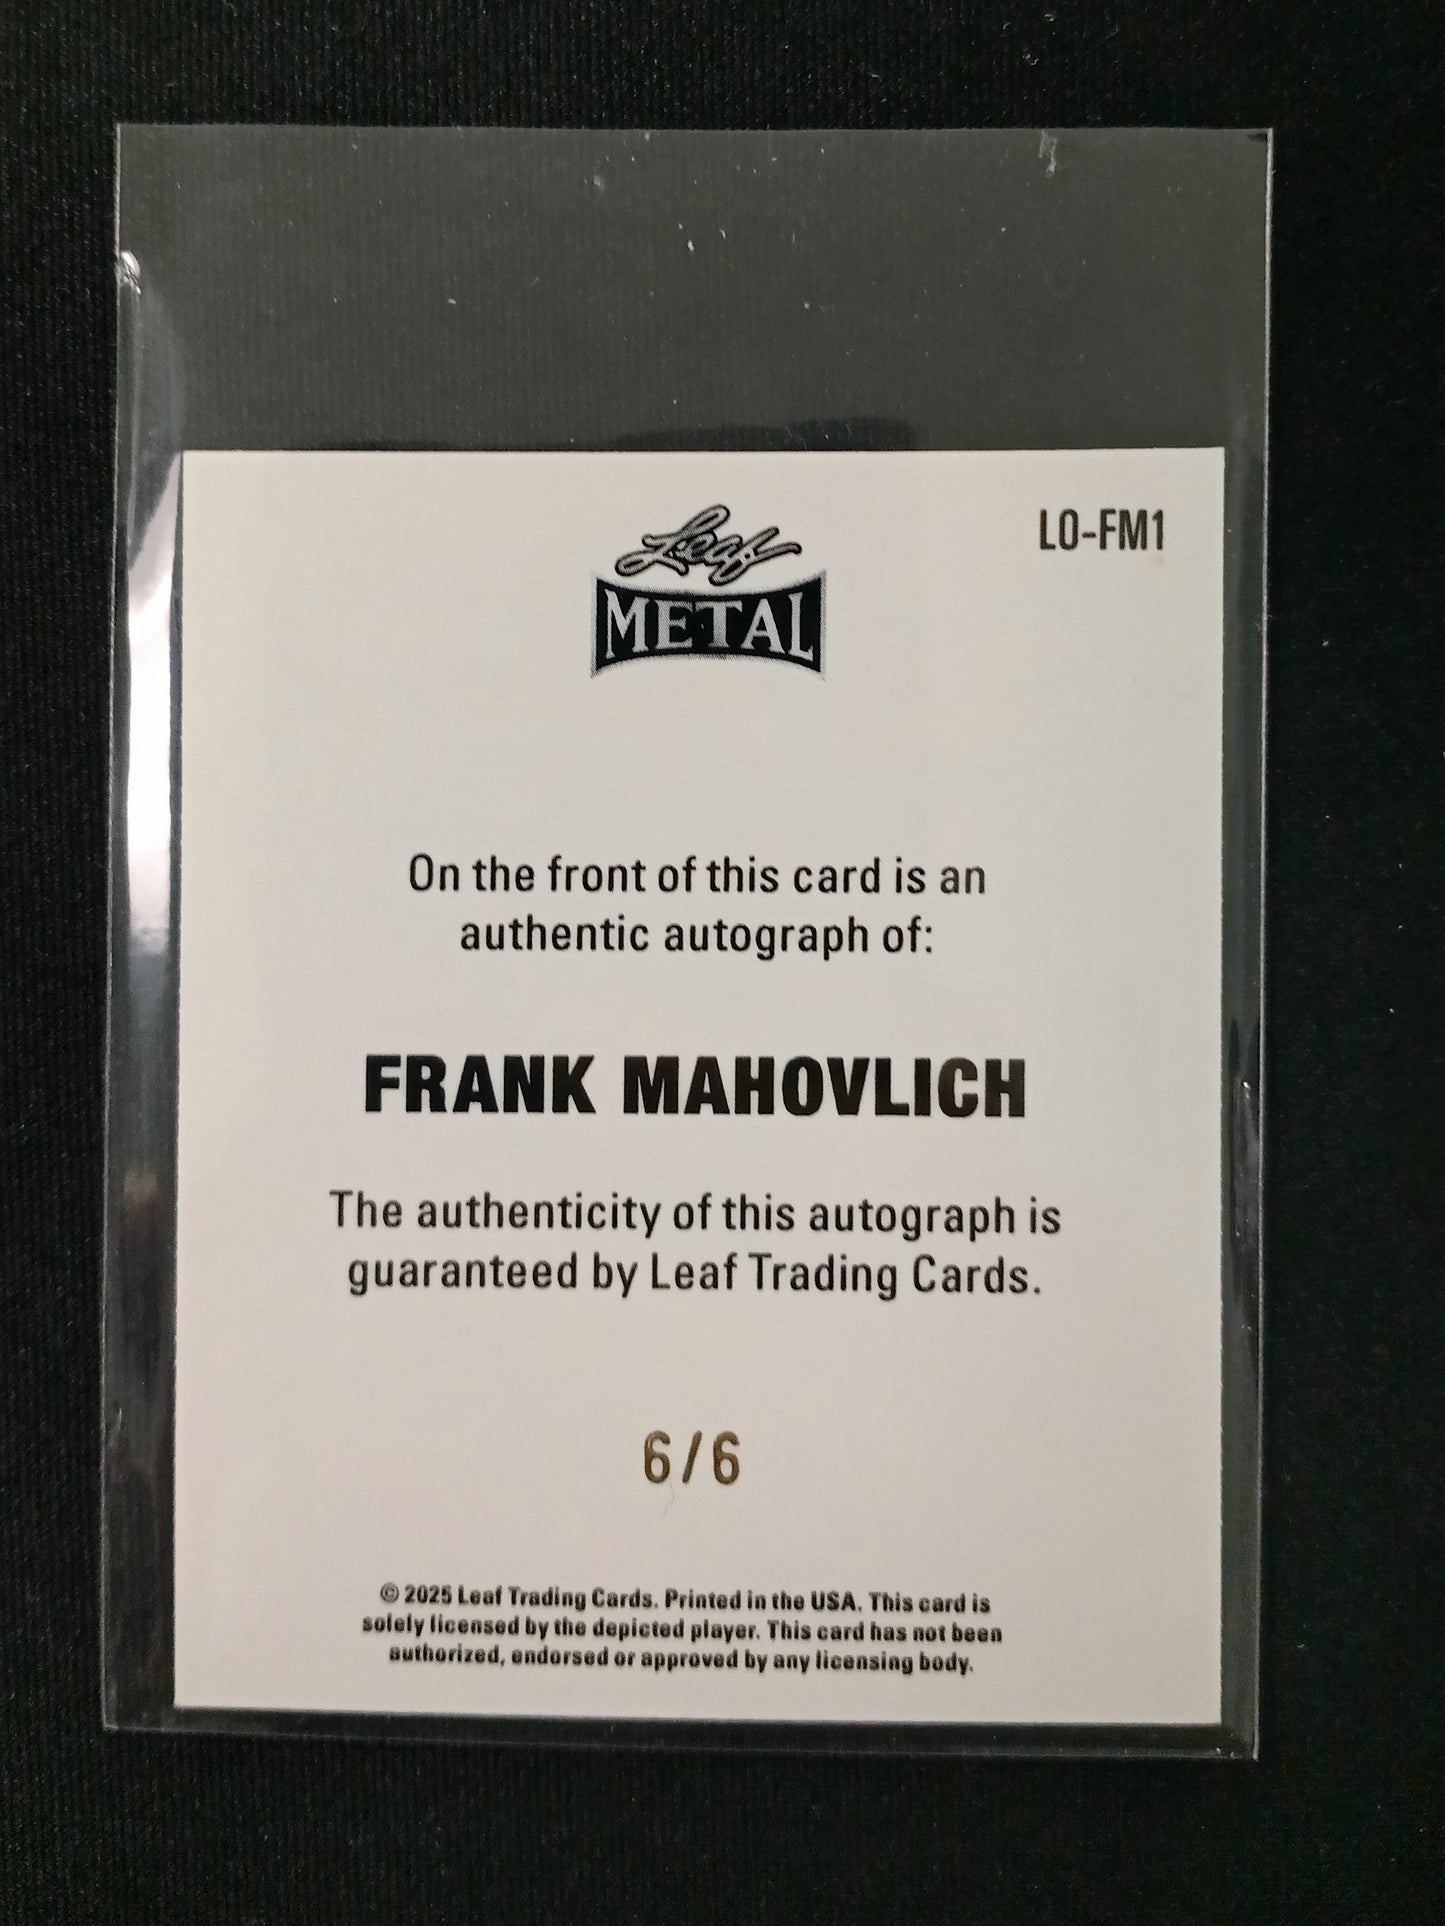 LO-FM1
Leaf
METAL
On the front of this card is an
authentic autograph of:
FRANK MAHOVLICH
The authenticity of this autograph is
guaranteed by Leaf Trading Cards.
6/6
© 2025 Leaf Trading Cards. Printed in the USA. This card is
solely licensed by the depicted player. This card has not been
authorized, endorsed or approved by any licensing body.